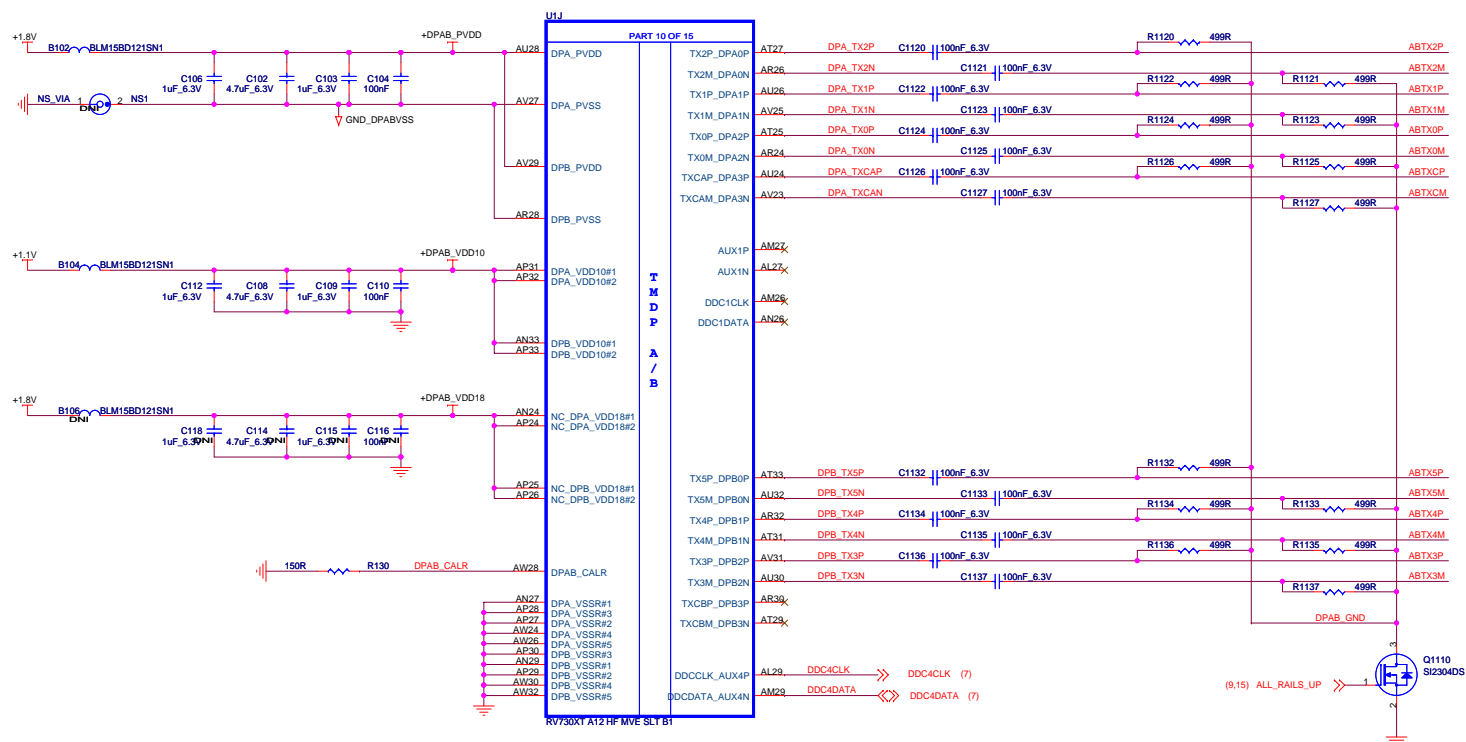 U1J
PART 10 OF 15
+1.8V
B102 BLM15BD121SN1
+DPAB_PVDD
C106 1uF_6.3V
C102 4.7uF_6.3V
C103 1uF_6.3V
C104 100nF
NS_VIA 1 2 NS1
DNI
GND_DPABVSS
AU28 DPA_PVDD
AV27 DPA_PVSS
AV29 DPB_PVDD
AR28 DPB_PVSS
+1.1V
B104 BLM15BD121SN1
+DPAB_VDD10
C112 1uF_6.3V
C108 4.7uF_6.3V
C109 1uF_6.3V
C110 100nF
AP31 DPA_VDD10#1
AP32 DPA_VDD10#2
AN33 DPB_VDD10#1
AP33 DPB_VDD10#2
+1.8V
B106 BLM15BD121SN1
DNI
+DPAB_VDD18
C118 1uF_6.3V DNI
C114 4.7uF_6.3V DNI
C115 1uF_6.3V DNI
C116 100nF DNI
AN24 NC_DPA_VDD18#1
AP24 NC_DPA_VDD18#2
AP25 NC_DPB_VDD18#1
AP26 NC_DPB_VDD18#2
150R R130 DPAB_CALR AW28 DPAB_CALR
AN27 DPA_VSSR#1
AP28 DPA_VSSR#3
AP27 DPA_VSSR#2
AW24 DPA_VSSR#4
AW26 DPA_VSSR#5
AP30 DPB_VSSR#3
AN29 DPB_VSSR#1
AP29 DPB_VSSR#2
AW30 DPB_VSSR#4
AW32 DPB_VSSR#5
TMDP A/B
TX2P_DPA0P AT27 DPA_TX2P C1120 100nF_6.3V R1120 499R ABTX2P
TX2M_DPA0N AR26 DPA_TX2N C1121 100nF_6.3V R1121 499R ABTX2M
TX1P_DPA1P AU26 DPA_TX1P C1122 100nF_6.3V R1122 499R ABTX1P
TX1M_DPA1N AV25 DPA_TX1N C1123 100nF_6.3V R1123 499R ABTX1M
TX0P_DPA2P AT25 DPA_TX0P C1124 100nF_6.3V R1124 499R ABTX0P
TX0M_DPA2N AR24 DPA_TX0N C1125 100nF_6.3V R1125 499R ABTX0M
TXCAP_DPA3P AU24 DPA_TXCAP C1126 100nF_6.3V R1126 499R ABTXCP
TXCAM_DPA3N AV23 DPA_TXCAN C1127 100nF_6.3V R1127 499R ABTXCM
AUX1P AM27
AUX1N AL27
DDC1CLK AM26
DDC1DATA AN26
TX5P_DPB0P AT33 DPB_TX5P C1132 100nF_6.3V R1132 499R ABTX5P
TX5M_DPB0N AU32 DPB_TX5N C1133 100nF_6.3V R1133 499R ABTX5M
TX4P_DPB1P AR32 DPB_TX4P C1134 100nF_6.3V R1134 499R ABTX4P
TX4M_DPB1N AT31 DPB_TX4N C1135 100nF_6.3V R1135 499R ABTX4M
TX3P_DPB2P AV31 DPB_TX3P C1136 100nF_6.3V R1136 499R ABTX3P
TX3M_DPB2N AU30 DPB_TX3N C1137 100nF_6.3V R1137 499R ABTX3M
TXCBP_DPB3P AR30
TXCBM_DPB3N AT29
DPAB_GND
DDCCLK_AUX4P AL29 DDC4CLK DDC4CLK (7)
DDCDATA_AUX4N AM29 DDC4DATA DDC4DATA (7)
(9,15) ALL_RAILS_UP 1
3
2
Q1110
SI2304DS
RV730XT A12 HF MVE SLT B1